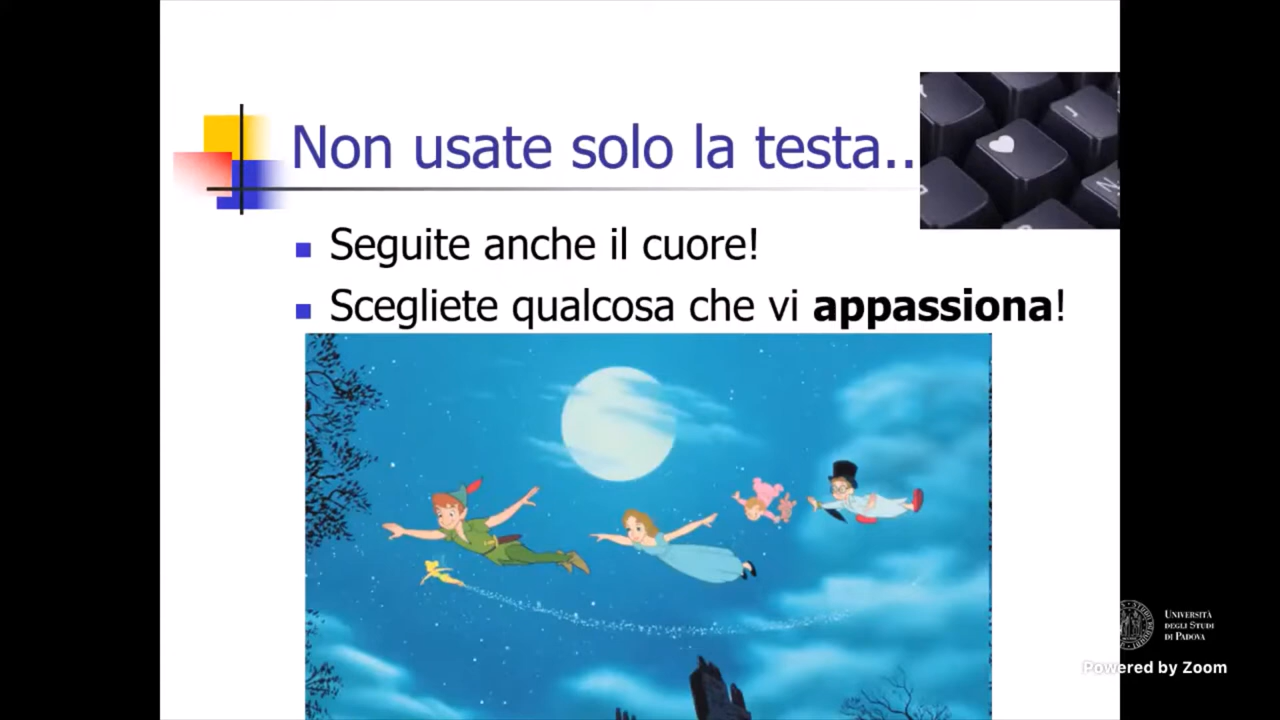 Non usate solo la testa..
Seguite anche il cuore!
Scegliete qualcosa che vi appassiona!
UNIVERSITÀ
DEGLI STUDI
DI PADOVA
Powered by Zoom